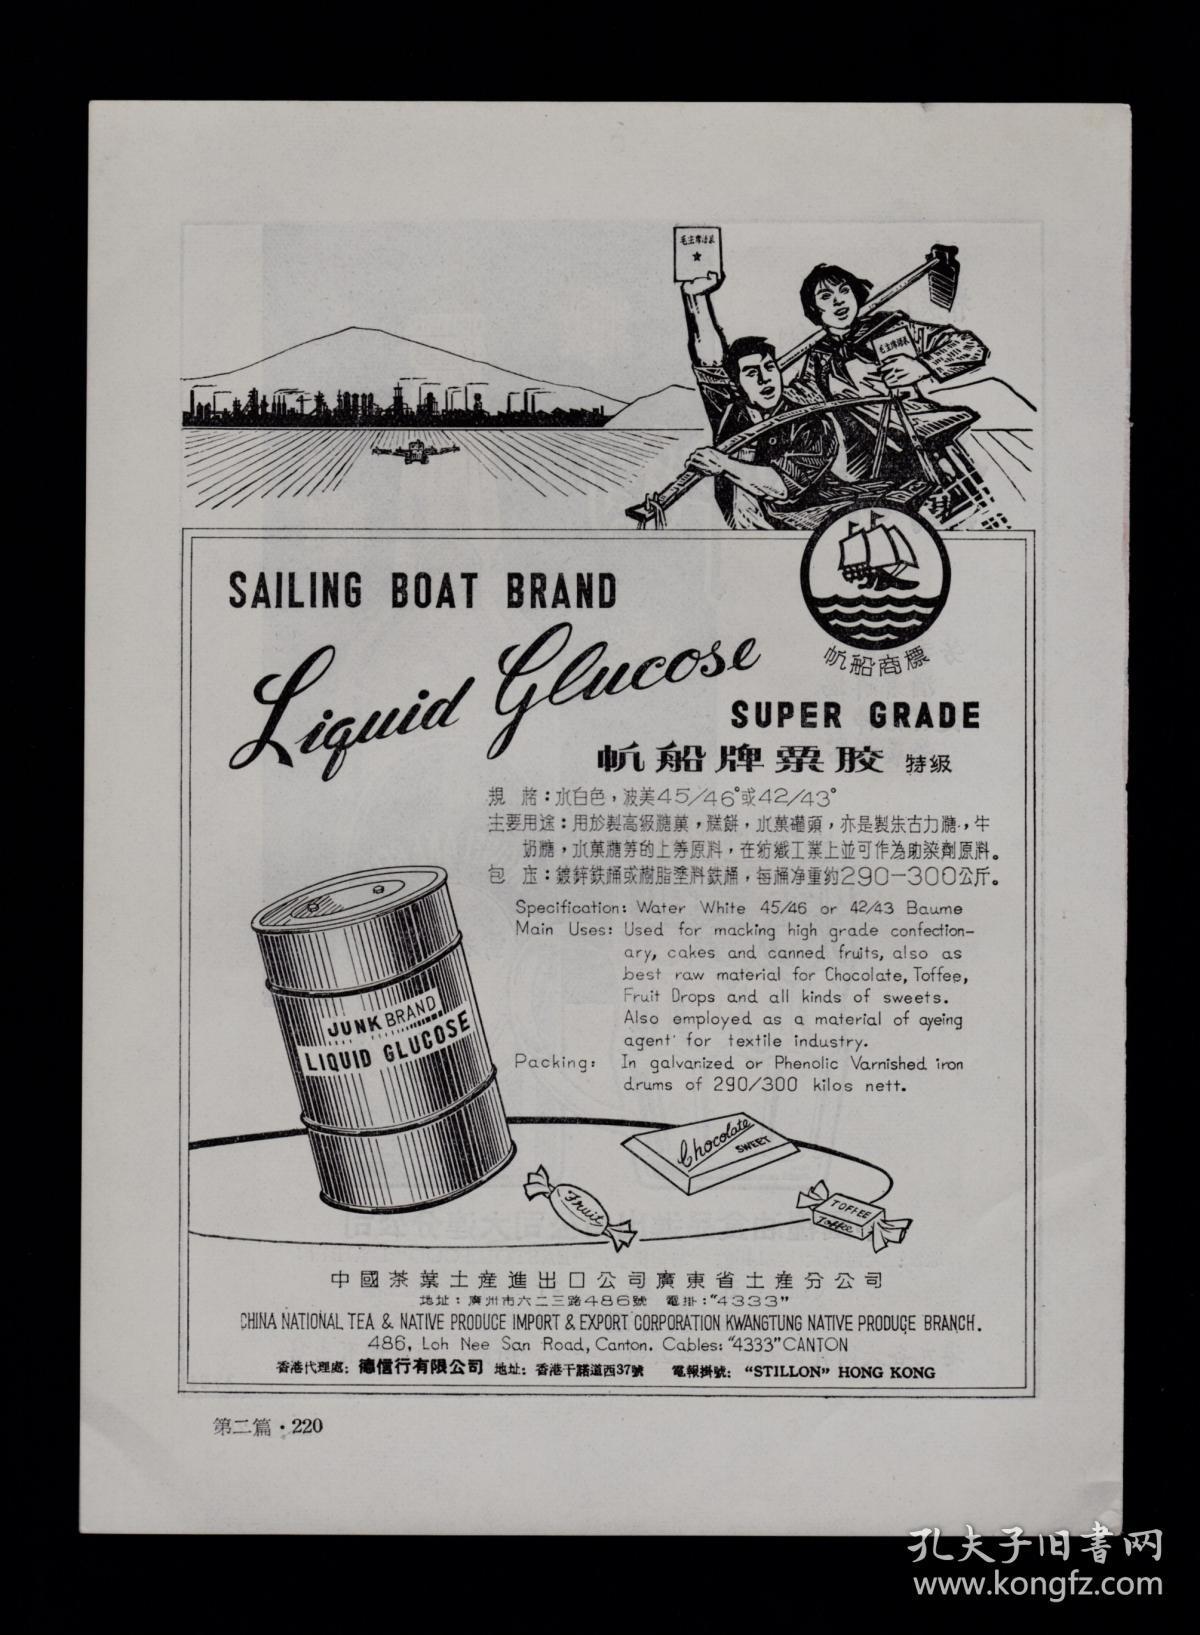 毛主席語录
毛主席語录
SAILING BOAT BRAND
Liquid Glucose
帆船商標
SUPER GRADE
帆船牌粟胶 特级
規 格：水白色，波美45/46°或42/43°
主要用途：用於製高级糖菓，糕餅，水菓罐頭，亦是製朱古力糖，牛
奶糖，水菓糖等的上等原料，在紡織工業上並可作為助染劑原料。
包 庄：鍍鋅鉄桶或樹脂塗料鉄桶，每桶净重約290—300公斤。
Specification: Water White 45/46 or 42/43 Baume
Main Uses: Used for macking high grade confection-
ary, cakes and canned fruits, also as
best raw material for Chocolate, Toffee,
Fruit Drops and all kinds of sweets.
Also employed as a material of ayeing
agent for textile industry.
Packing: In galvanized or Phenolic Varnished iron
drums of 290/300 kilos nett.
JUNK BRAND
LIQUID GLUCOSE
Chocolate
SWEET
Fruit
TOFFEE
Toffee
中國茶葉土産進出口公司廣東省土産分公司
地址：廣州市六二三路486號 電掛："4333"
CHINA NATIONAL TEA & NATIVE PRODUCE IMPORT & EXPORT CORPORATION KWANGTUNG NATIVE PRODUCE BRANCH.
486, Loh Nee San Road, Canton. Cables: "4333" CANTON
香港代理處：德信行有限公司 地址：香港干諾道西37號 電報掛號："STILLON" HONG KONG
第二篇・220
孔夫子旧書网
www.kongfz.com